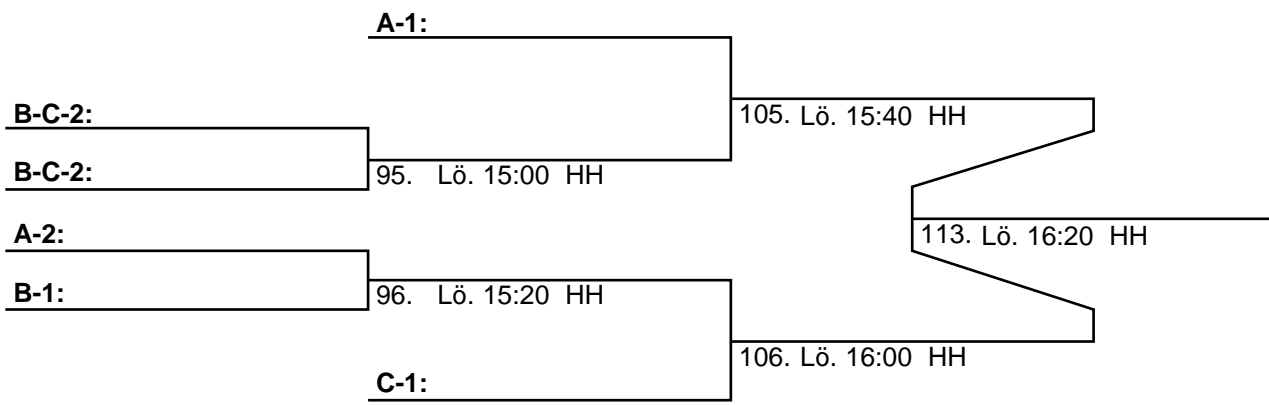 A-1:
B-C-2:
105. Lö. 15:40 HH
B-C-2:
95. Lö. 15:00 HH
A-2:
113. Lö. 16:20 HH
B-1:
96. Lö. 15:20 HH
106. Lö. 16:00 HH
C-1: